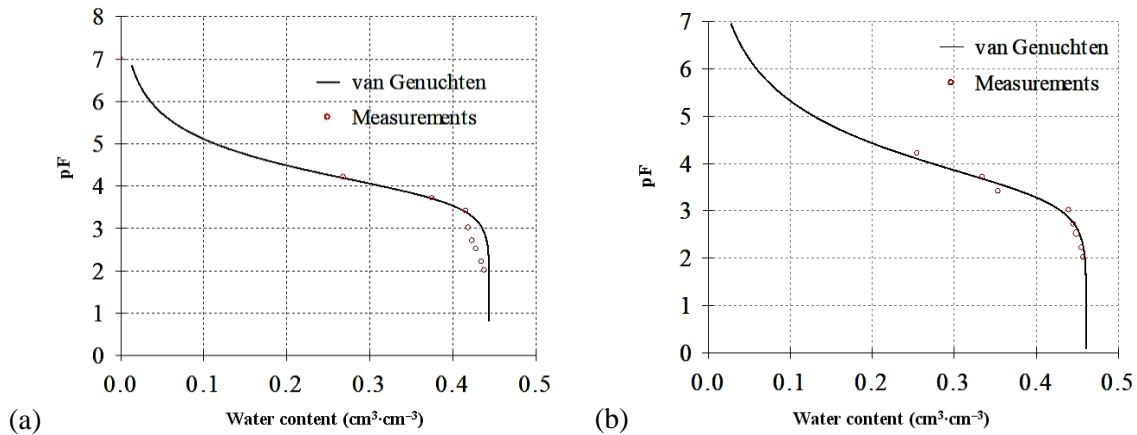 8
7
6
5
4
3
2
1
0
pF
van Genuchten
Measurements
0.0 0.1 0.2 0.3 0.4 0.5
Water content (cm³·cm⁻³)
(a)
7
6
5
4
3
2
1
0
pF
van Genuchten
Measurements
0.0 0.1 0.2 0.3 0.4 0.5
Water content (cm³·cm⁻³)
(b)